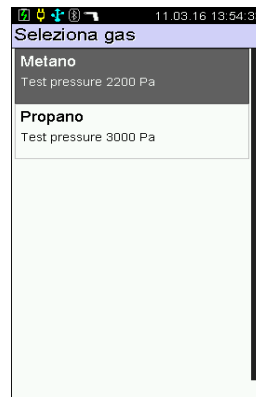 11.03.16 13:54:3
Seleziona gas
Metano
Test pressure 2200 Pa
Propano
Test pressure 3000 Pa